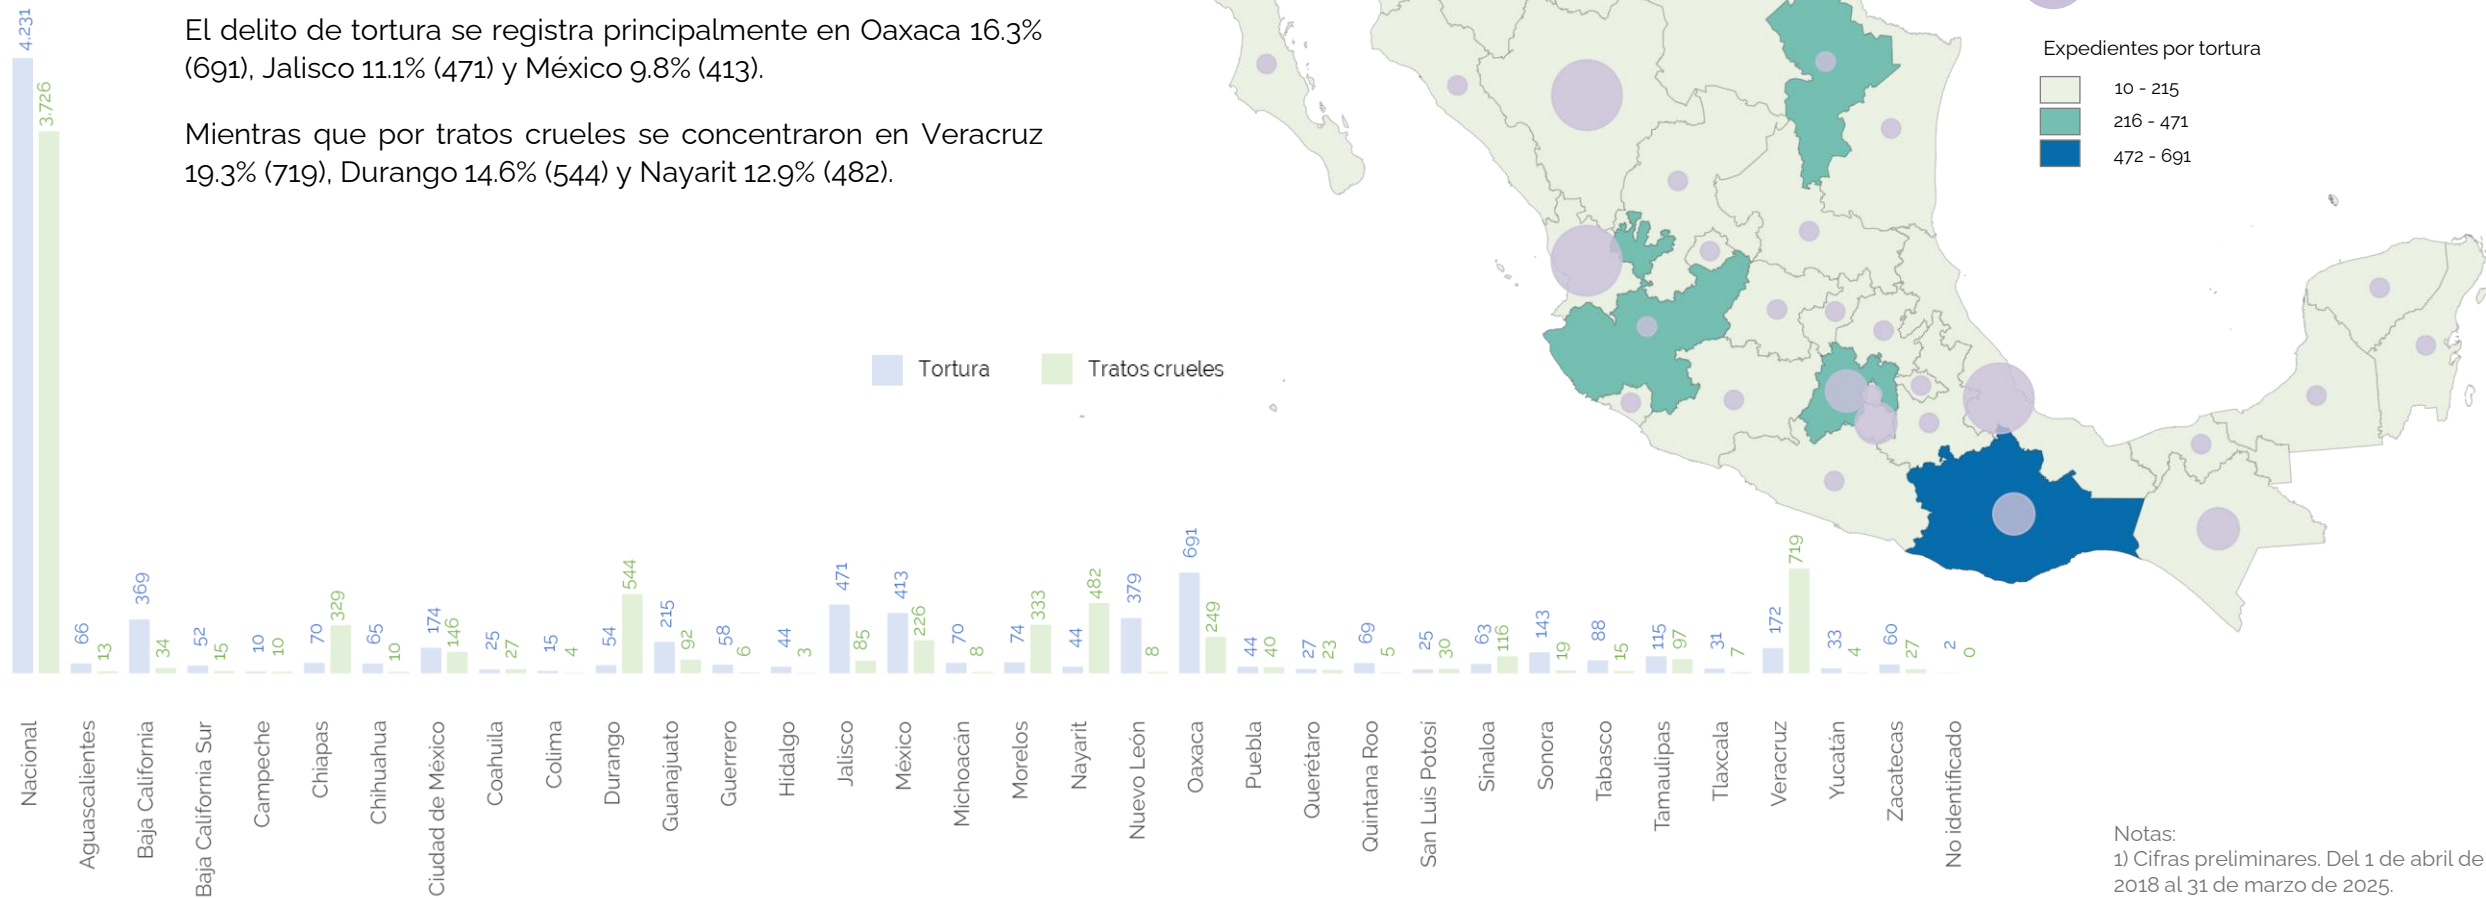 El delito de tortura se registra principalmente en Oaxaca 16.3%
(691), Jalisco 11.1% (471) y México 9.8% (413).
Mientras que por tratos crueles se concentraron en Veracruz
19.3% (719), Durango 14.6% (544) y Nayarit 12.9% (482).
Expedientes por tortura
10 - 215
216 - 471
472 - 691
Tortura
Tratos crueles
4.231
3.726
66
13
369
34
52
15
10
10
70
329
65
10
174
146
25
27
15
4
54
544
215
92
58
6
44
3
471
85
413
226
70
8
74
333
44
482
379
8
691
249
44
40
27
23
69
5
25
30
63
116
143
19
88
15
115
97
31
7
172
719
33
4
60
27
2
0
Nacional
Aguascalientes
Baja California
Baja California Sur
Campeche
Chiapas
Chihuahua
Ciudad de México
Coahuila
Colima
Durango
Guanajuato
Guerrero
Hidalgo
Jalisco
México
Michoacán
Morelos
Nayarit
Nuevo León
Oaxaca
Puebla
Querétaro
Quintana Roo
San Luis Potosí
Sinaloa
Sonora
Tabasco
Tamaulipas
Tlaxcala
Veracruz
Yucatán
Zacatecas
No identificado
Notas:
1) Cifras preliminares. Del 1 de abril de
2018 al 31 de marzo de 2025.